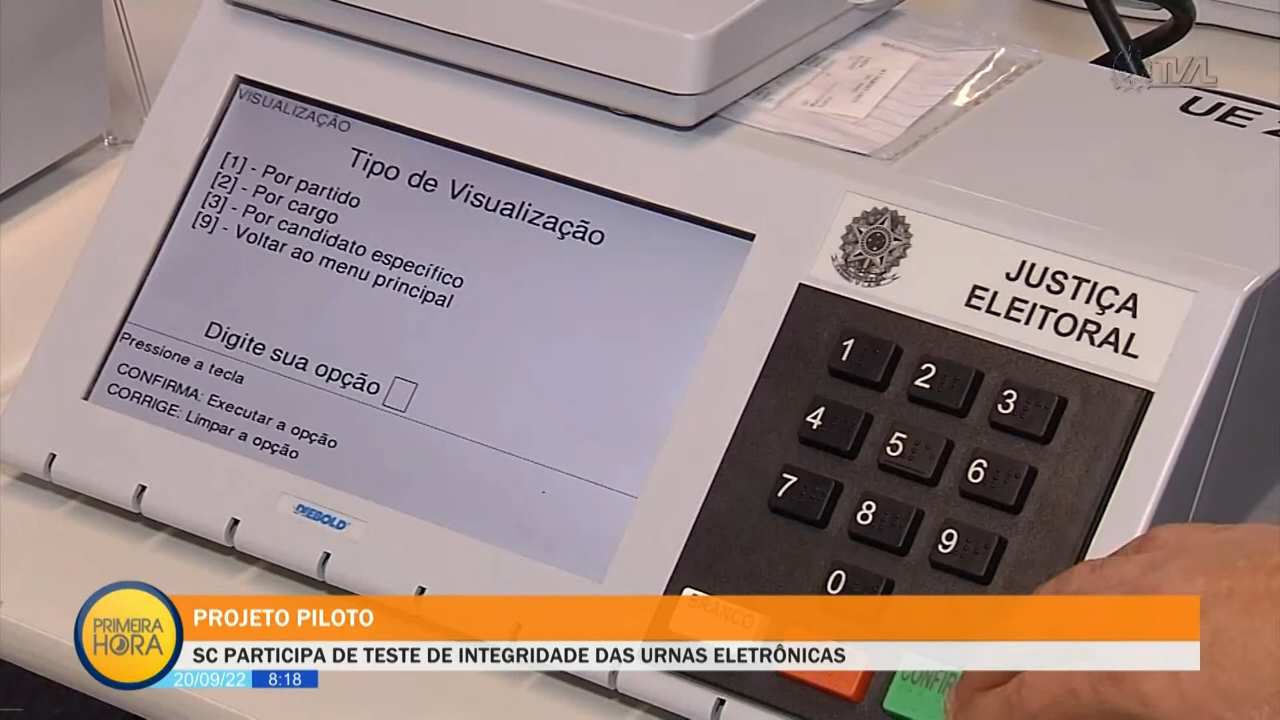 TVAL
UE
VISUALIZAÇÃO
Tipo de Visualização
[1] - Por partido
[2] - Por cargo
[3] - Por candidato específico
[9] - Voltar ao menu principal
Digite sua opção
Pressione a tecla
CONFIRMA: Executar a opção
CORRIGE: Limpar a opção
DIEBOLD
JUSTIÇA
ELEITORAL
1 2 3
4 5 6
7 8 9
0
BRANCO
CONFIR
PRIMEIRA
HORA
PROJETO PILOTO
SC PARTICIPA DE TESTE DE INTEGRIDADE DAS URNAS ELETRÔNICAS
20/09/22 8:18